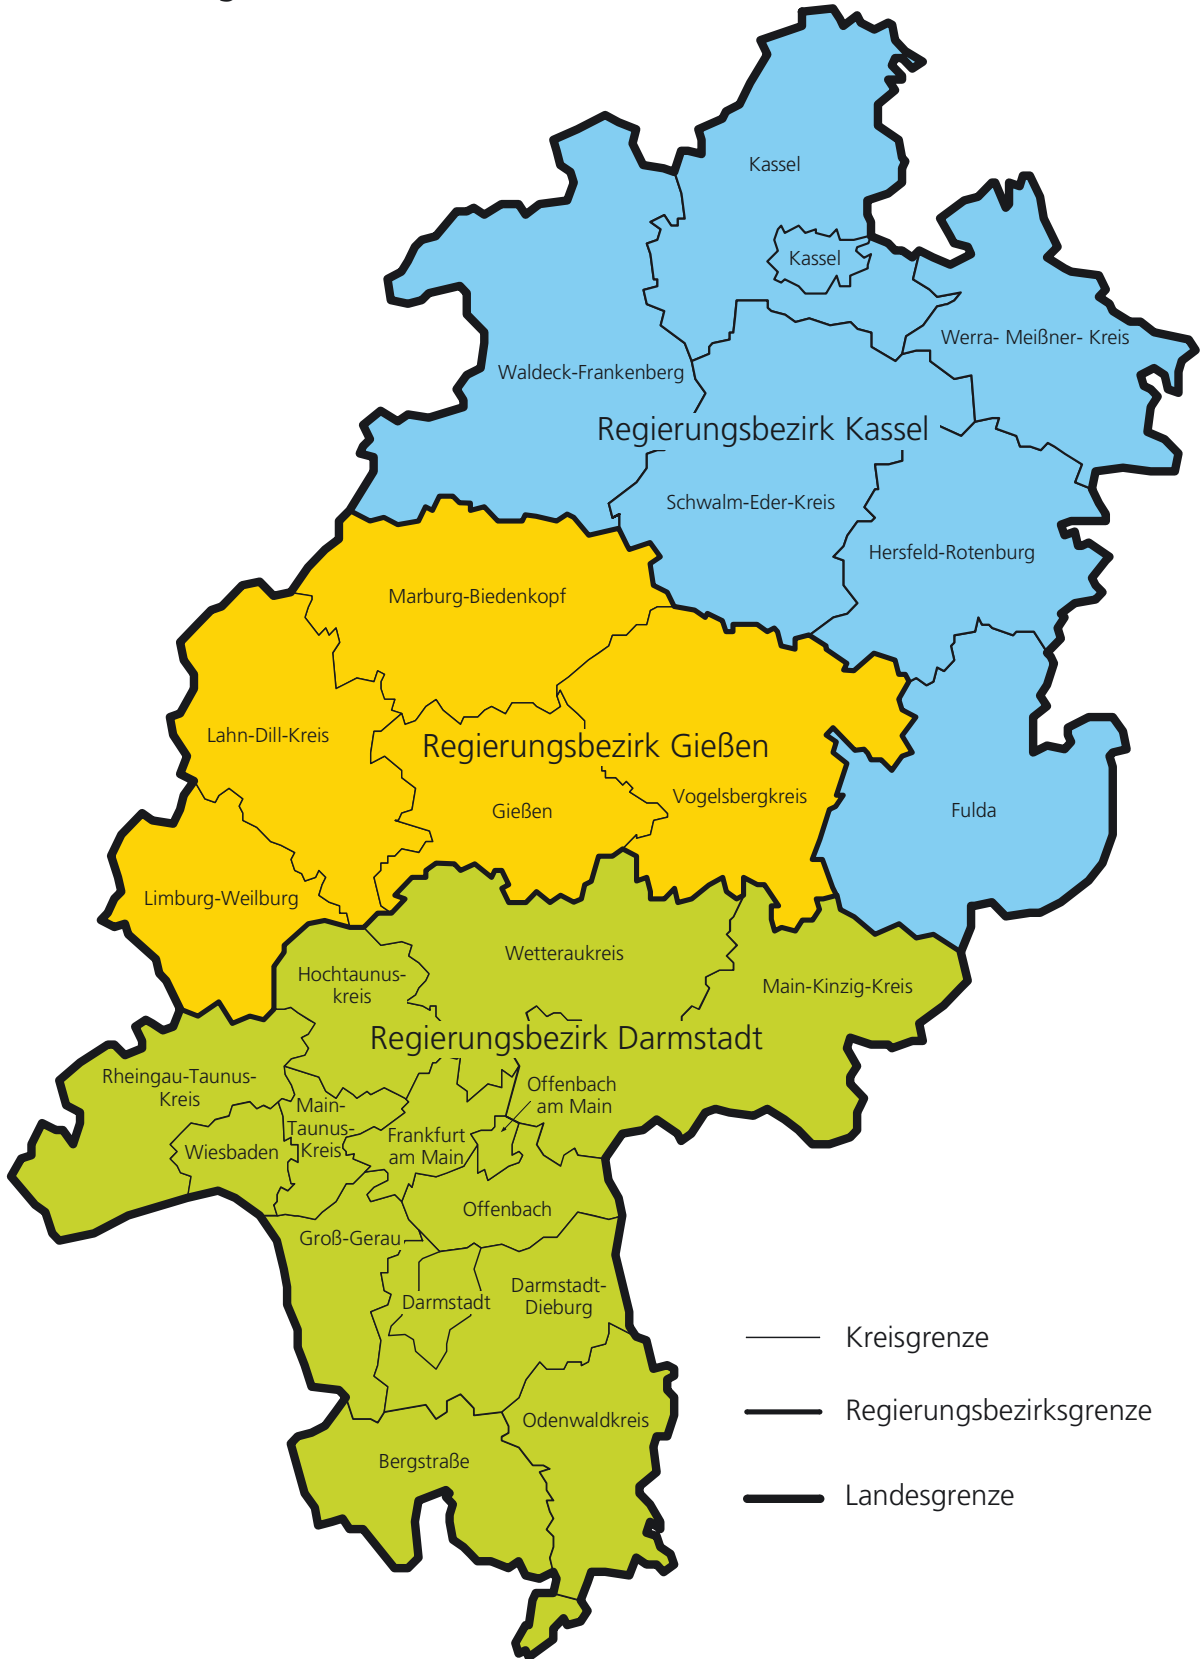 Kassel
Kassel
Werra- Meißner- Kreis
Waldeck-Frankenberg
Regierungsbezirk Kassel
Schwalm-Eder-Kreis
Hersfeld-Rotenburg
Marburg-Biedenkopf
Lahn-Dill-Kreis
Regierungsbezirk Gießen
Vogelsbergkreis
Gießen
Fulda
Limburg-Weilburg
Wetteraukreis
Hochtaunus-
kreis
Main-Kinzig-Kreis
Regierungsbezirk Darmstadt
Rheingau-Taunus-
Kreis
Offenbach
am Main
Main-
Taunus-
Kreis
Frankfurt
am Main
Wiesbaden
Offenbach
Groß-Gerau
Darmstadt
Darmstadt-
Dieburg
Odenwaldkreis
Bergstraße
Kreisgrenze
Regierungsbezirksgrenze
Landesgrenze